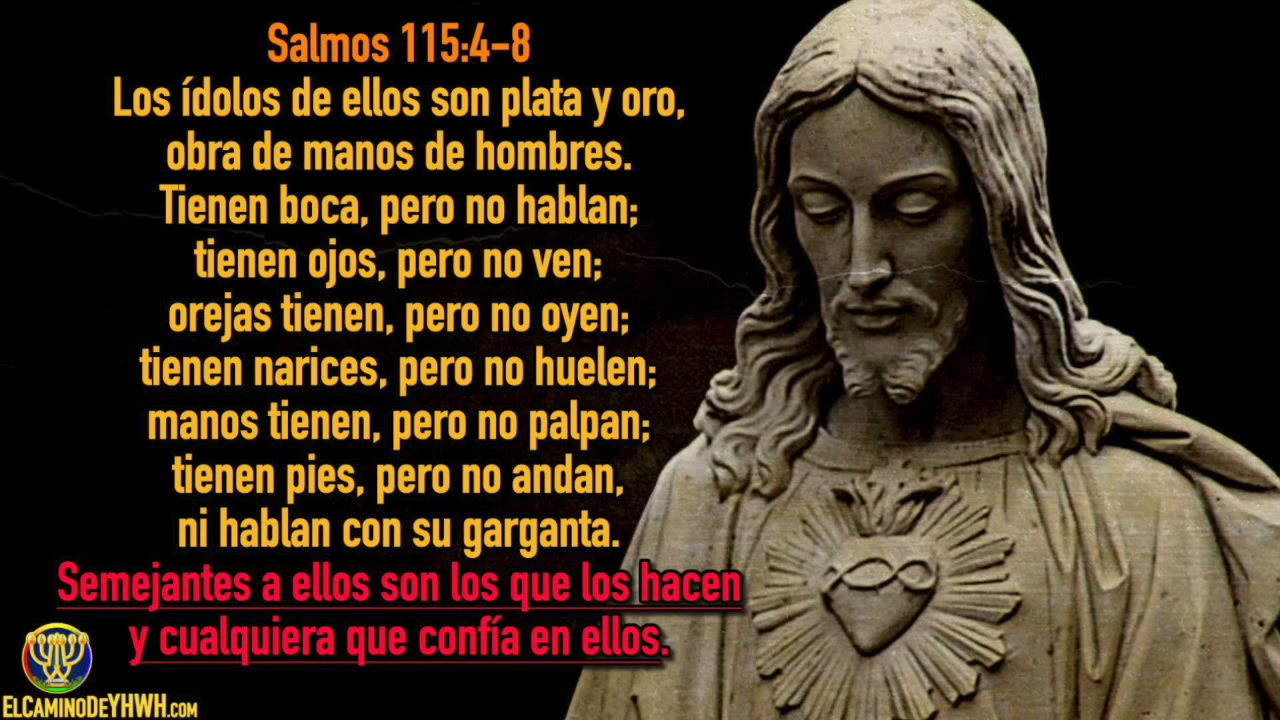 Salmos 115:4-8
Los ídolos de ellos son plata y oro,
obra de manos de hombres.
Tienen boca, pero no hablan;
tienen ojos, pero no ven;
orejas tienen, pero no oyen;
tienen narices, pero no huelen;
manos tienen, pero no palpan;
tienen pies, pero no andan,
ni hablan con su garganta.
Semejantes a ellos son los que los hacen
y cualquiera que confía en ellos.
ELCAMINODEYHWH.COM